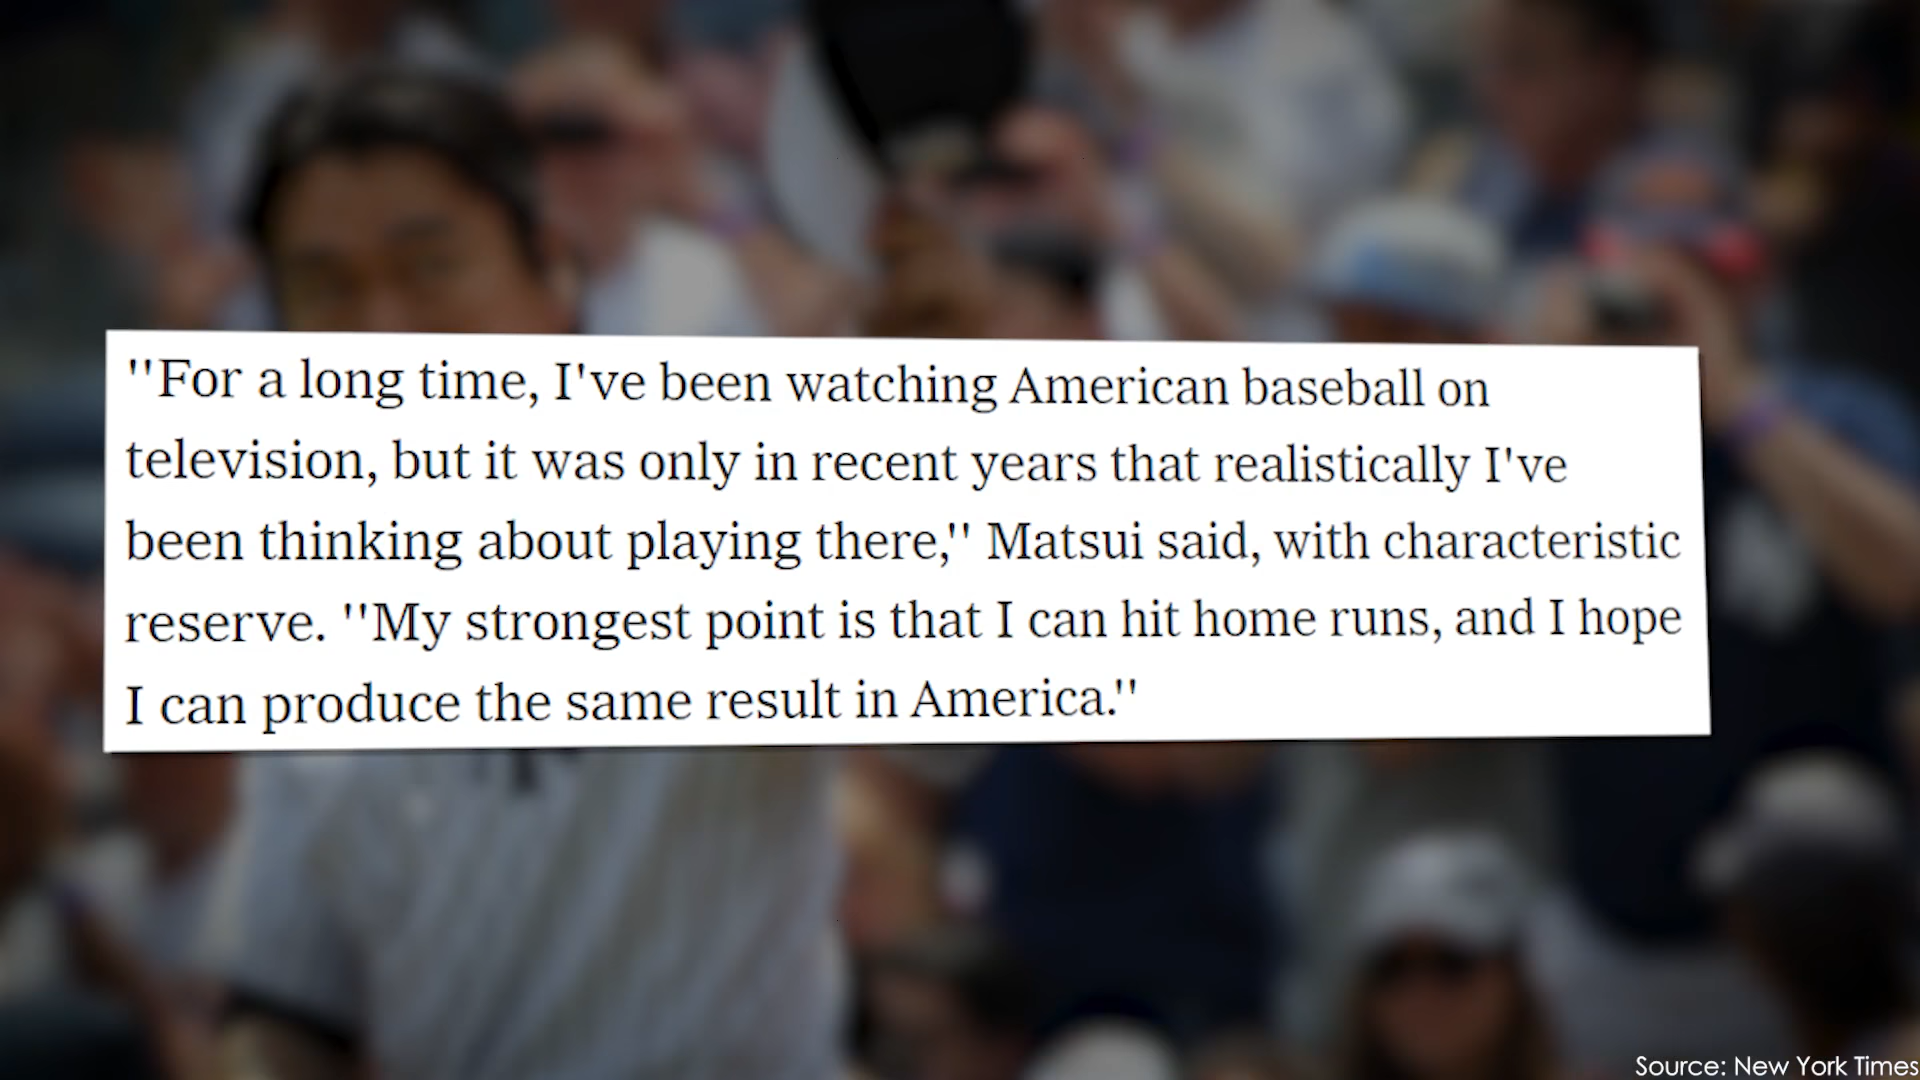 ''For a long time, I've been watching American baseball on
television, but it was only in recent years that realistically I've
been thinking about playing there,'' Matsui said, with characteristic
reserve. ''My strongest point is that I can hit home runs, and I hope
I can produce the same result in America.''
Source: New York Times